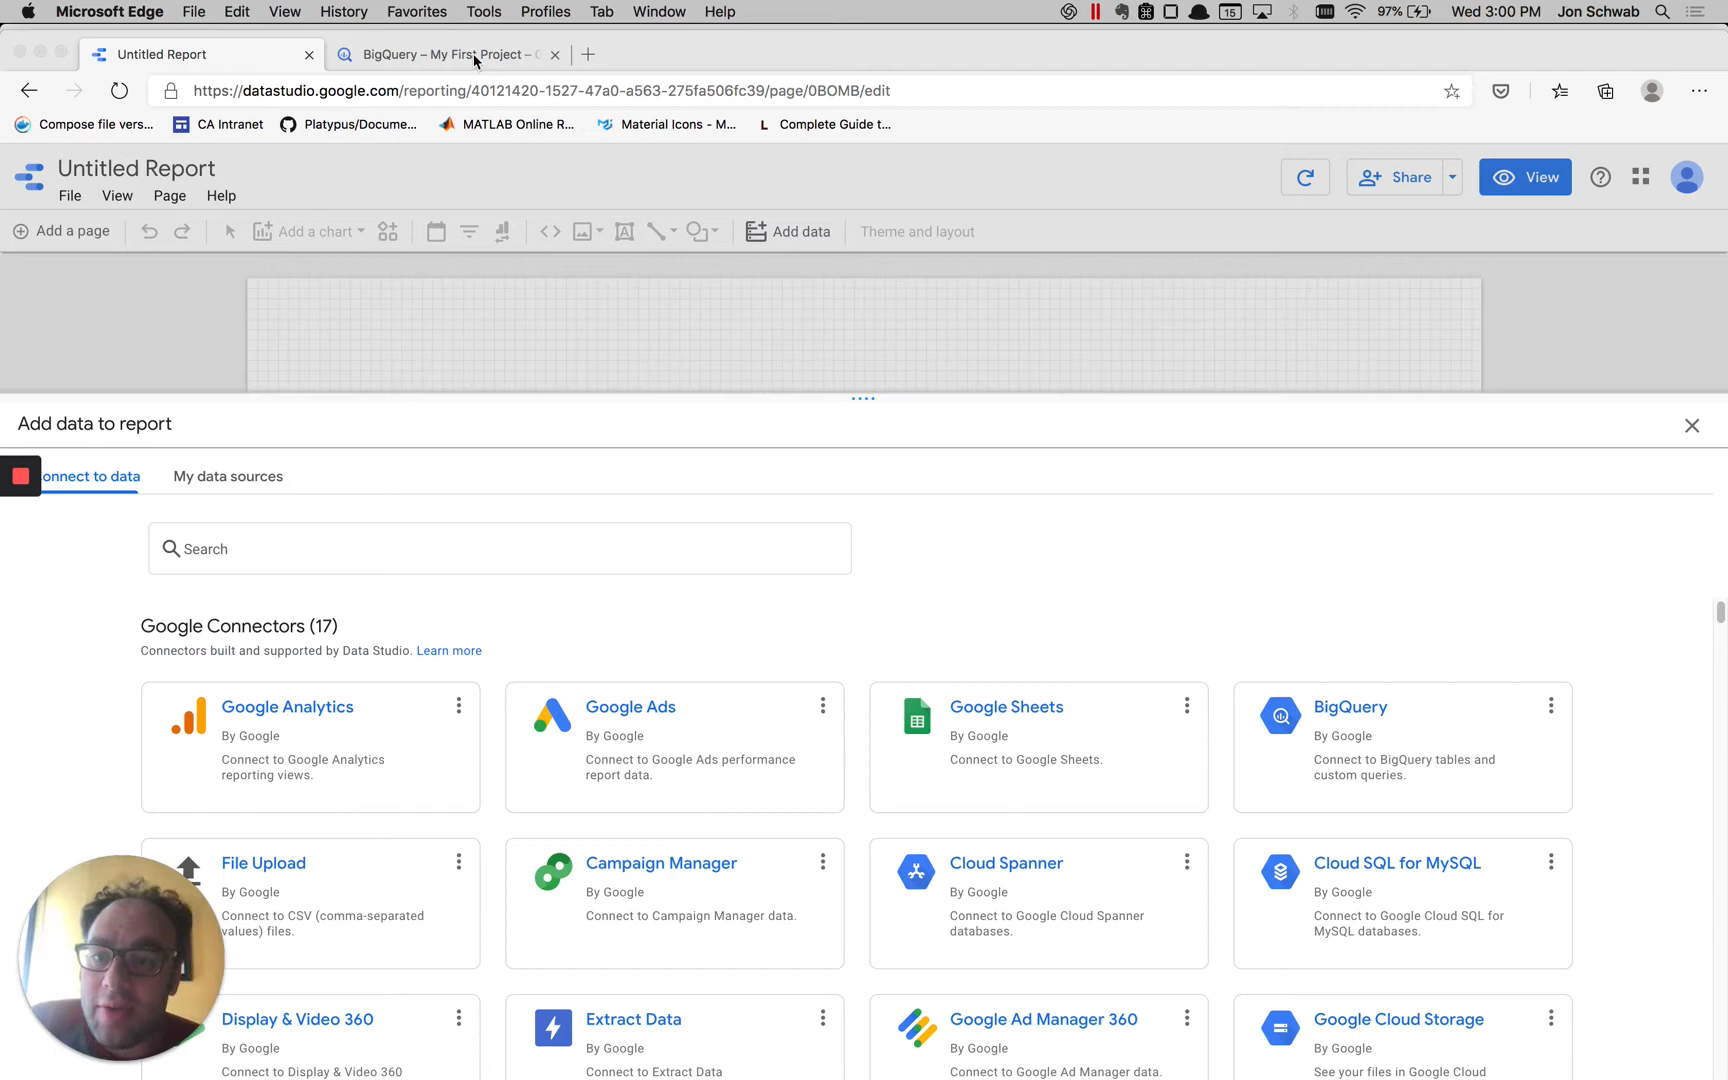 Microsoft Edge File Edit View History Favorites Tools Profiles Tab Window Help 15 97% Wed 3:00 PM Jon Schwab
Untitled Report BigQuery – My First Project –
https://datastudio.google.com/reporting/40121420-1527-47a0-a563-275fa506fc39/page/0BOMB/edit
Compose file vers... CA Intranet Platypus/Docume... MATLAB Online R... Material Icons - M... L Complete Guide t...
Untitled Report
File View Page Help
Share View
Add a page Add a chart Add data Theme and layout
Add data to report
onnect to data My data sources
Search
Google Connectors (17)
Connectors built and supported by Data Studio. Learn more
Google Analytics Google Ads Google Sheets BigQuery
By Google By Google By Google By Google
Connect to Google Analytics Connect to Google Ads performance Connect to Google Sheets. Connect to BigQuery tables and
reporting views. report data. custom queries.
File Upload Campaign Manager Cloud Spanner Cloud SQL for MySQL
By Google By Google By Google By Google
Connect to CSV (comma-separated Connect to Campaign Manager data. Connect to Google Cloud Spanner Connect to Google Cloud SQL for
values) files. databases. MySQL databases.
Display & Video 360 Extract Data Google Ad Manager 360 Google Cloud Storage
By Google By Google By Google By Google
Connect to Display & Video 360 Connect to Extract Data Connect to Google Ad Manager data. See your files in Google Cloud